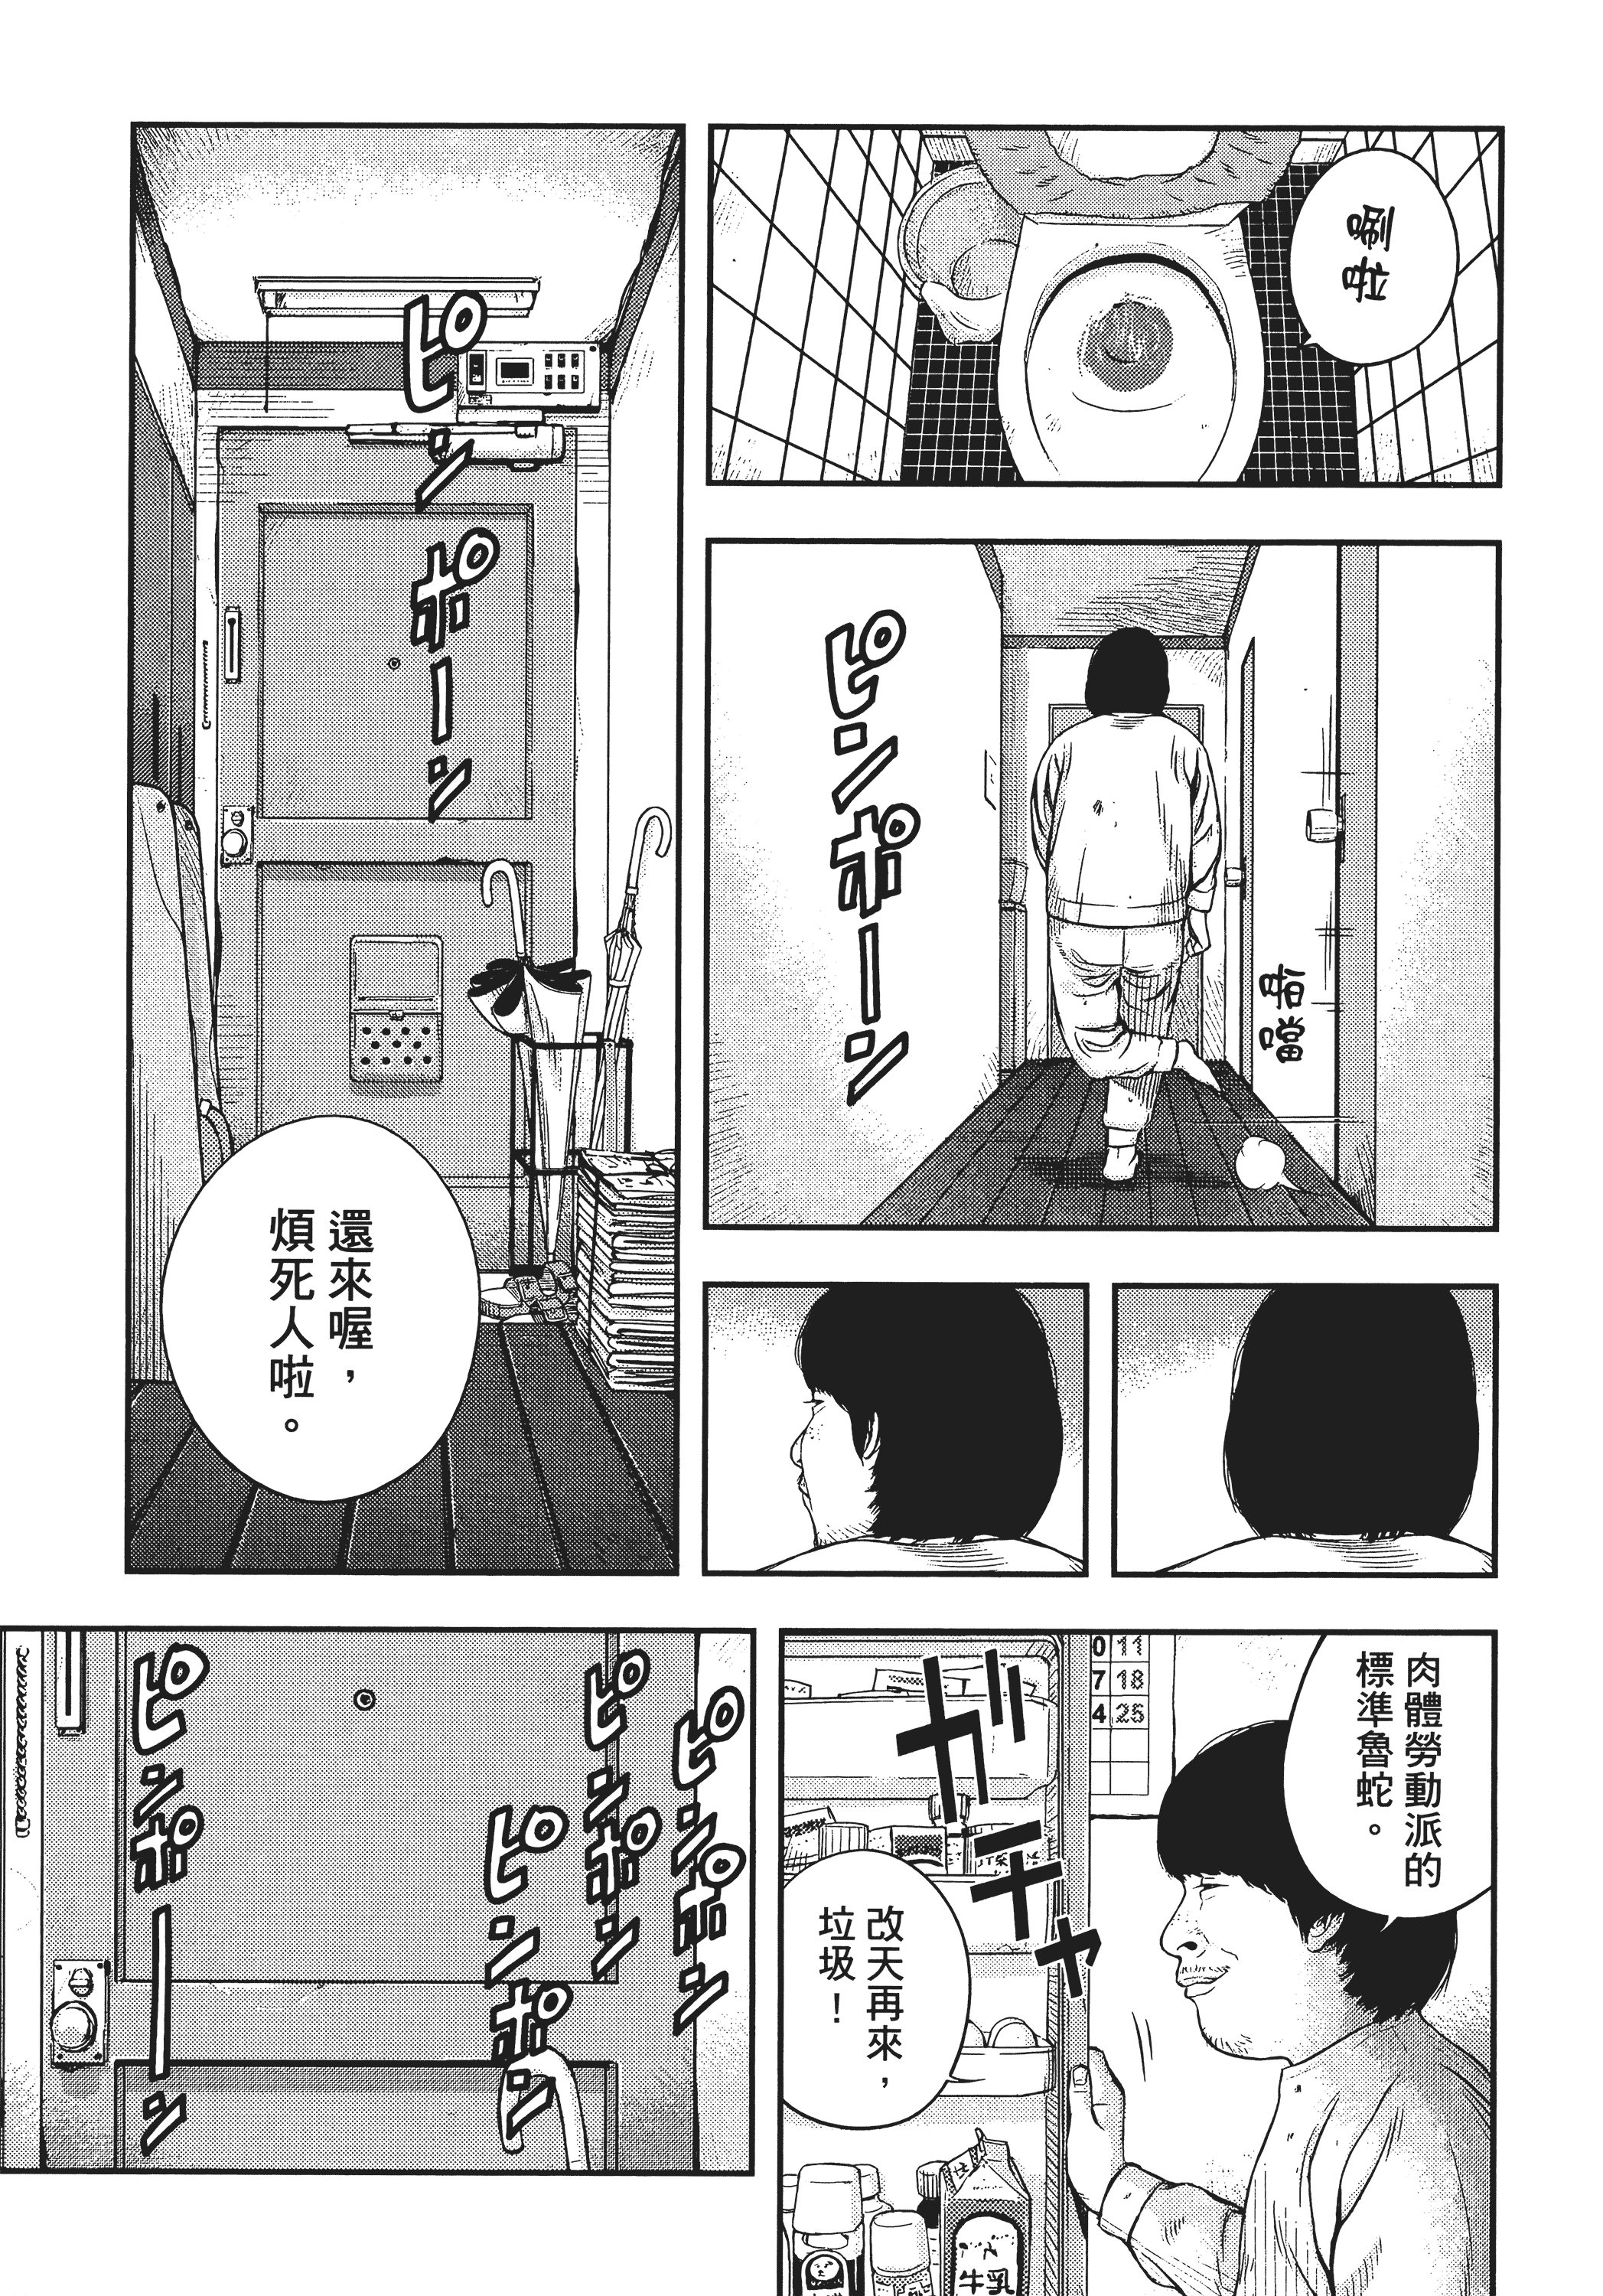 唰啦
ピンポーン
啪噹
ピンポーン
還來喔，
煩死人啦。
肉體勞動派的
標準魯蛇。
0 11
7 18
4 25
ガチャ
改天再來，
垃圾！
牛乳
ピンポン
ピンポン
ピンポン
ピンポーン